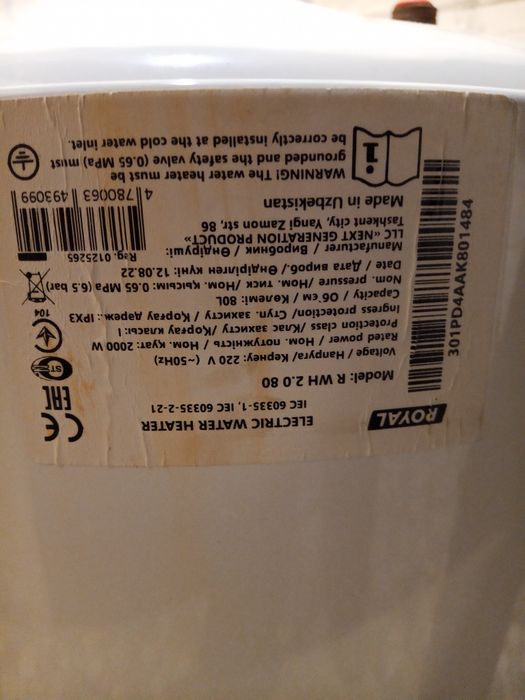 ROYAL
ELECTRIC WATER HEATER
IEC 60335-1, IEC 60335-2-21
Model: R WH 2.0 80
Voltage / Напруга/ Кернеу: 220 V (~50Hz)
Rated power / Ном. потужність / Ном. қуат: 2000 W
Protection class /Клас захисту /Қорғау класы I
Ingress protection/ Ступ. захисту / Қорғау дәреж.: IPX3
Capacity / Об'єм / Көлемі: 80L
Nom. pressure /Ном. тиск /Ном. қысым: 0.65 MPa (6.5 bar)
Date / Дата вироб./ Өндірілген күні: 12.08.22
Manufacturer / Виробник / Өндіруші:
LLC «NEXT GENERATION PRODUCT»
Tashkent city, Yangi Zamon str, 86
Made in Uzbekistan
WARNING! The water heater must be
grounded and the safety valve (0.65 MPa) must
be correctly installed at the cold water inlet.
CE
EAC
ST
104
Rsg. 0125265
4 780063 493099
301PD4AAK801484
i